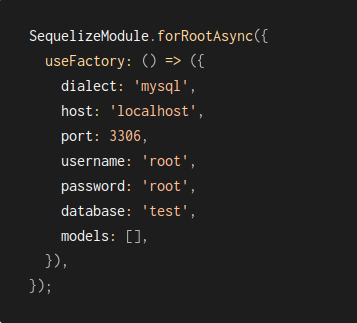 SequelizeModule.forRootAsync({
  useFactory: () => ({
    dialect: 'mysql',
    host: 'localhost',
    port: 3306,
    username: 'root',
    password: 'root',
    database: 'test',
    models: [],
  }),
});